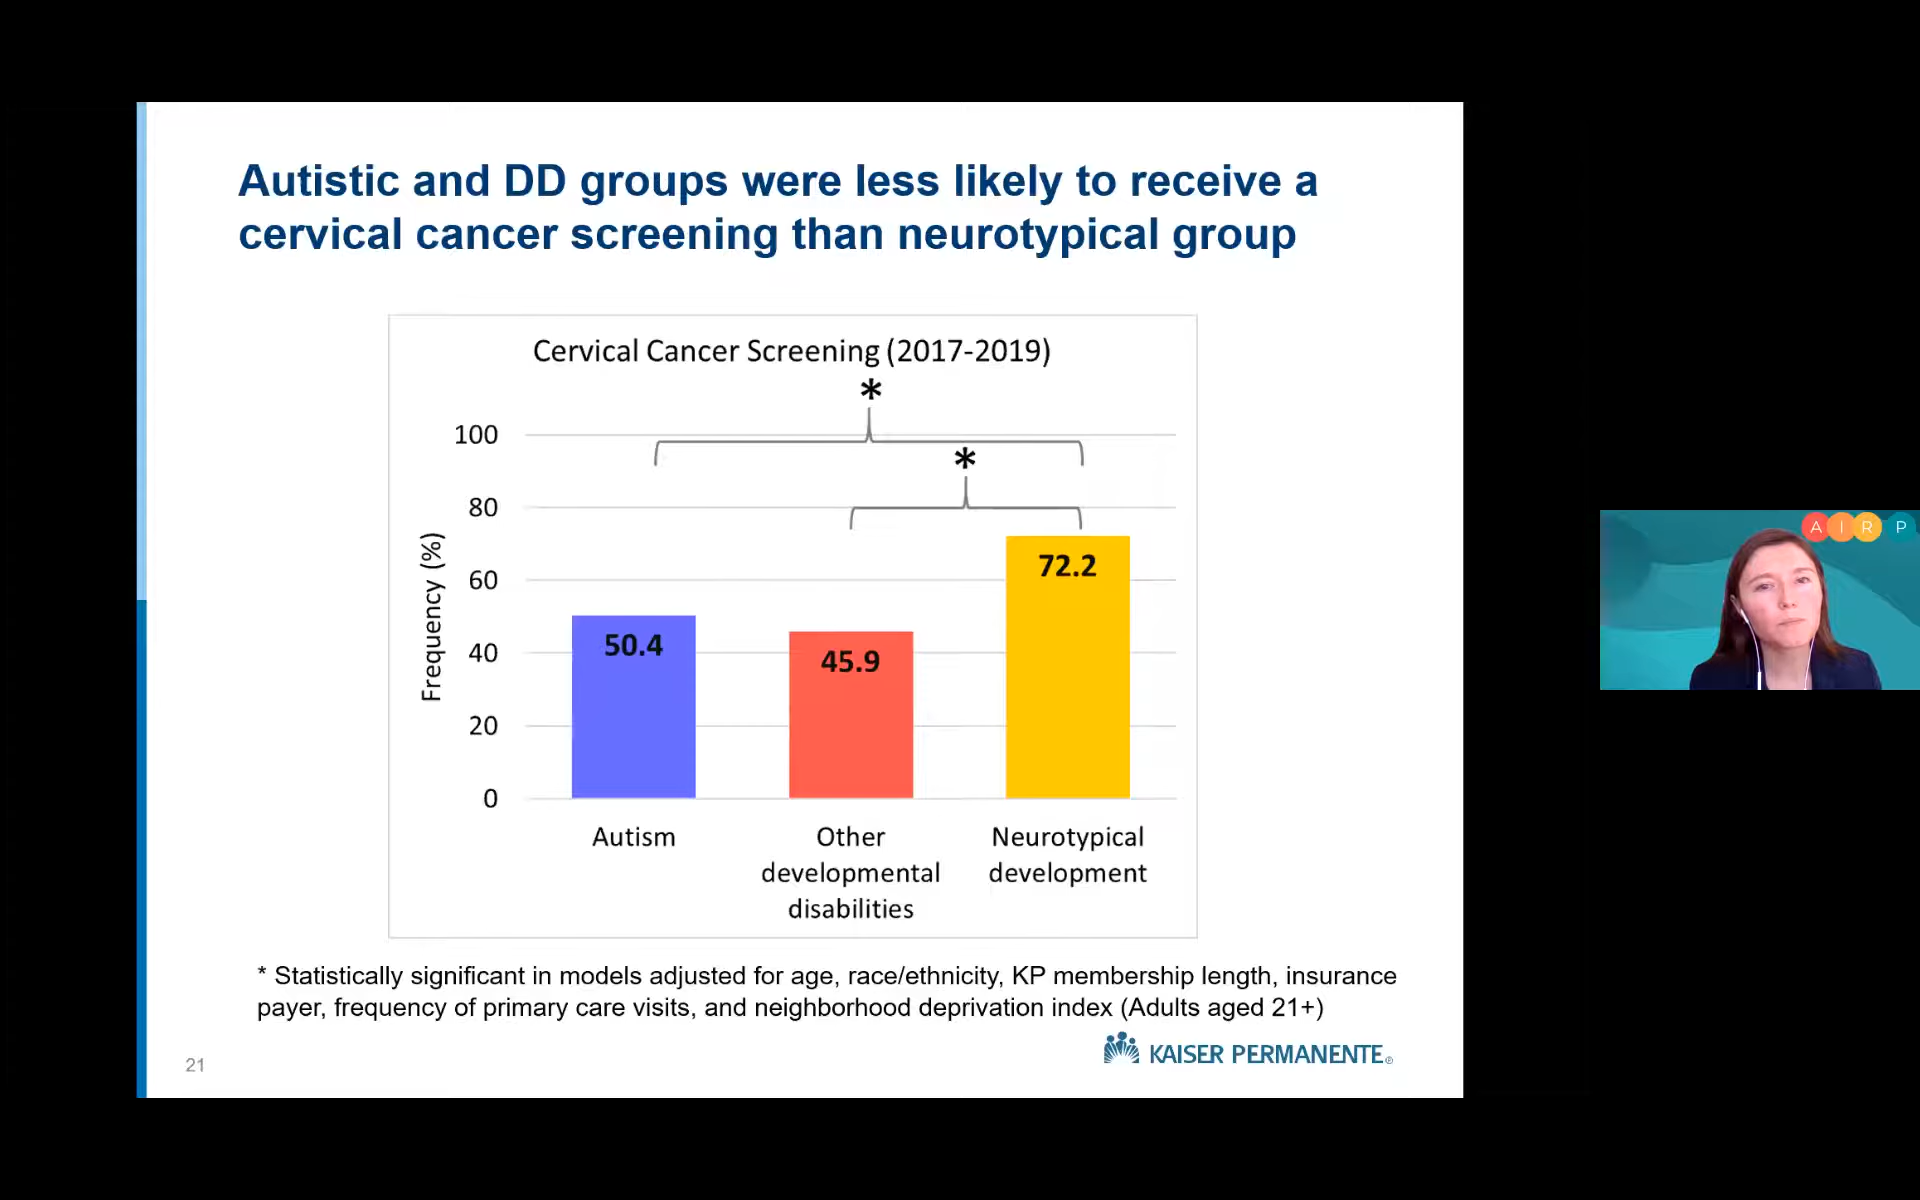 Autistic and DD groups were less likely to receive a
cervical cancer screening than neurotypical group
Cervical Cancer Screening (2017-2019)
*
*
100
80
60
40
20
0
Frequency (%)
50.4
45.9
72.2
Autism
Other
developmental
disabilities
Neurotypical
development
* Statistically significant in models adjusted for age, race/ethnicity, KP membership length, insurance
payer, frequency of primary care visits, and neighborhood deprivation index (Adults aged 21+)
21
KAISER PERMANENTE®
A I R P